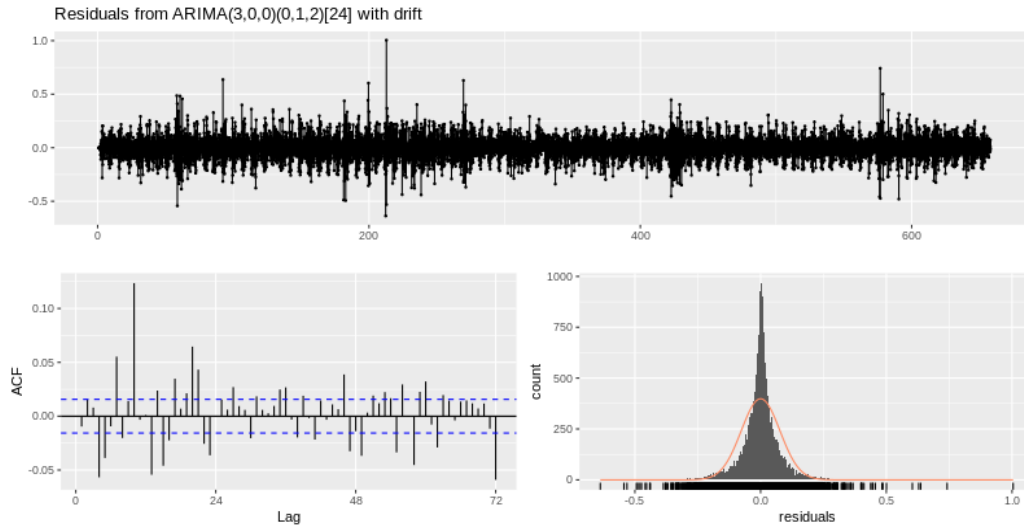 Residuals from ARIMA(3,0,0)(0,1,2)[24] with drift
1.0
0.5
0.0
-0.5
0 200 400 600
ACF
0.10
0.05
0.00
-0.05
0 24 48 72
Lag
count
1000
750
500
250
0
-0.5 0.0 0.5 1.0
residuals